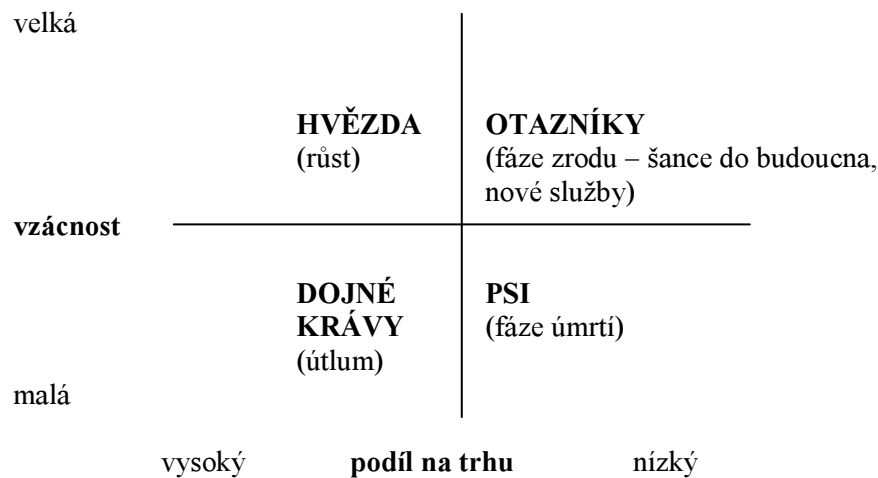 velká
HVĚZDA
(růst)
OTAZNÍKY
(fáze zrodu – šance do budoucna,
nové služby)
vzácnost
DOJNÉ
KRÁVY
(útlum)
PSI
(fáze úmrtí)
malá
vysoký podíl na trhu nízký